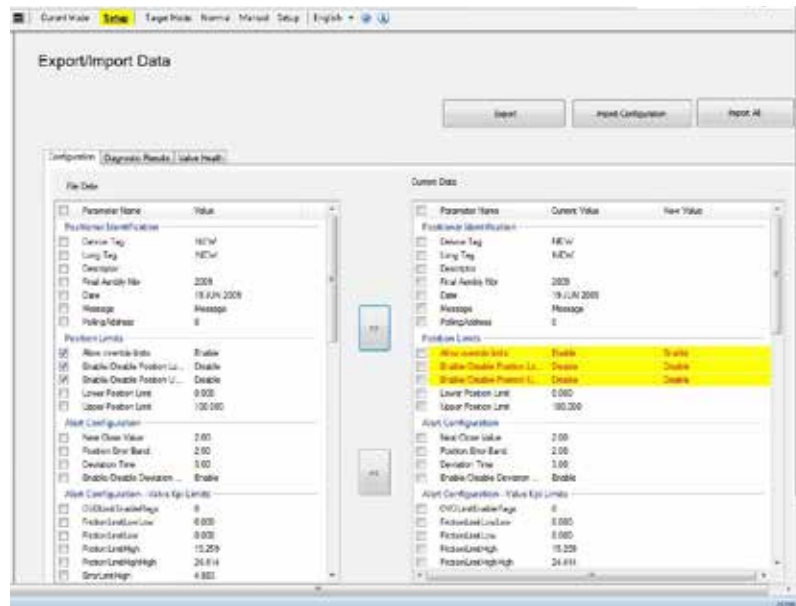 Current Mode Setup Target Mode Normal Manual Setup English
Export/Import Data
Export Import Configuration Import All
Configuration Diagnostic Results Valve Health
File Data
Parameter Name Value
Positioner Identification
Device Tag NEW
Long Tag NEW
Descriptor
Final Asmbly Nbr 2009
Date 19 JUN 2009
Message Message
Polling Address 0
Position Limits
Allow override limits Enable
Enable/Disable Position Lo... Disable
Enable/Disable Position U... Disable
Lower Position Limit 0.000
Upper Position Limit 100.000
Alert Configuration
Near Close Value 2.00
Position Error Band 2.00
Deviation Time 5.00
Enable/Disable Deviation ... Enable
Alert Configuration - Valve Kpi Limits
0
FrictionLimitLowLow 0.000
FrictionLimitLow 0.000
FrictionLimitHigh 15.259
FrictionLimitHighHigh 24.414
ErrorLimitHigh
>>
<<
Current Data
Parameter Name Current Value New Value
Positioner Identification
Device Tag NEW
Long Tag NEW
Descriptor
Final Asmbly Nbr 2009
Date 19 JUN 2009
Message Message
Polling Address 0
Position Limits
Allow override limits Enable Enable
Enable/Disable Position Lo... Disable Disable
Enable/Disable Position U... Disable Disable
Lower Position Limit 0.000
Upper Position Limit 100.000
Alert Configuration
Near Close Value 2.00
Position Error Band 2.00
Deviation Time 5.00
Enable/Disable Deviation ... Enable
Alert Configuration - Valve Kpi Limits
0
FrictionLimitLowLow 0.000
FrictionLimitLow 0.000
FrictionLimitHigh 15.259
FrictionLimitHighHigh 24.414